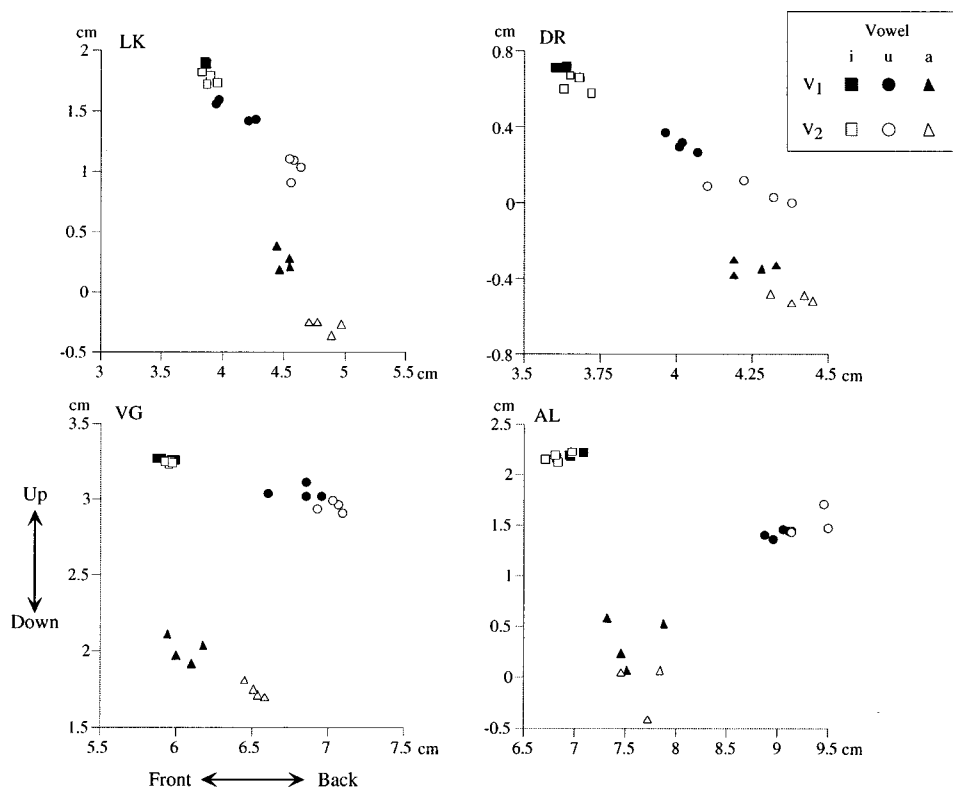 cm LK
2
1.5
1
0.5
0
-0.5
3 3.5 4 4.5 5 5.5 cm
cm DR
0.8
0.4
0
-0.4
-0.8
3.5 3.75 4 4.25 4.5 cm
Vowel
i u a
V1
V2
cm VG
3.5
3
2.5
2
1.5
5.5 6 6.5 7 7.5 cm
Up
Down
Front Back
cm AL
2.5
2
1.5
1
0.5
0
-0.5
6.5 7 7.5 8 8.5 9 9.5 cm